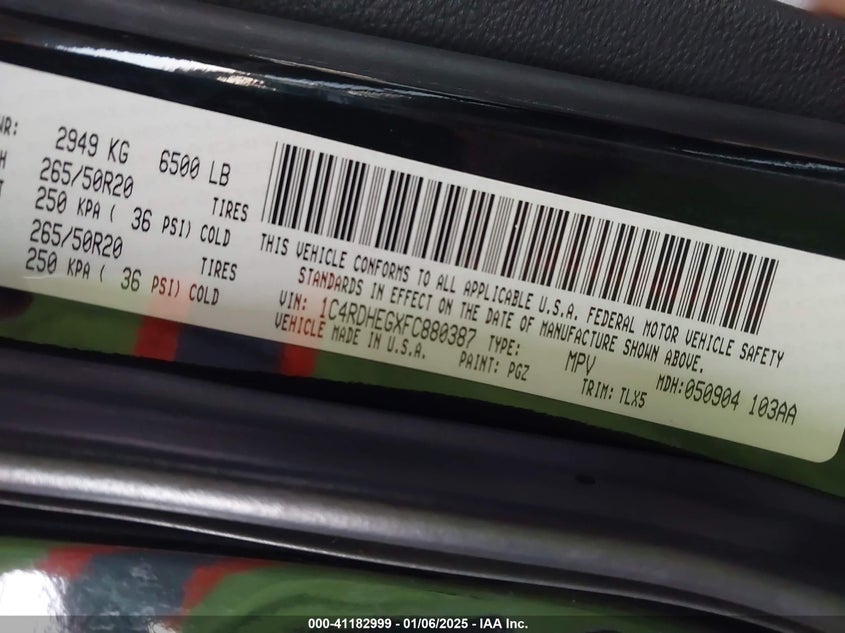 WR: 2949 KG 6500 LB
H 265/50R20 TIRES
T 250 KPA ( 36 PSI) COLD
265/50R20 TIRES
250 KPA ( 36 PSI) COLD
THIS VEHICLE CONFORMS TO ALL APPLICABLE U.S.A. FEDERAL MOTOR VEHICLE SAFETY
STANDARDS IN EFFECT ON THE DATE OF MANUFACTURE SHOWN ABOVE.
VIN: 1C4RDHEGXFC880387 TYPE: MPV MDH:050904 103AA
VEHICLE MADE IN U.S.A. PAINT: PGZ TRIM: TLX5
000-41182999 - 01/06/2025 - IAA Inc.